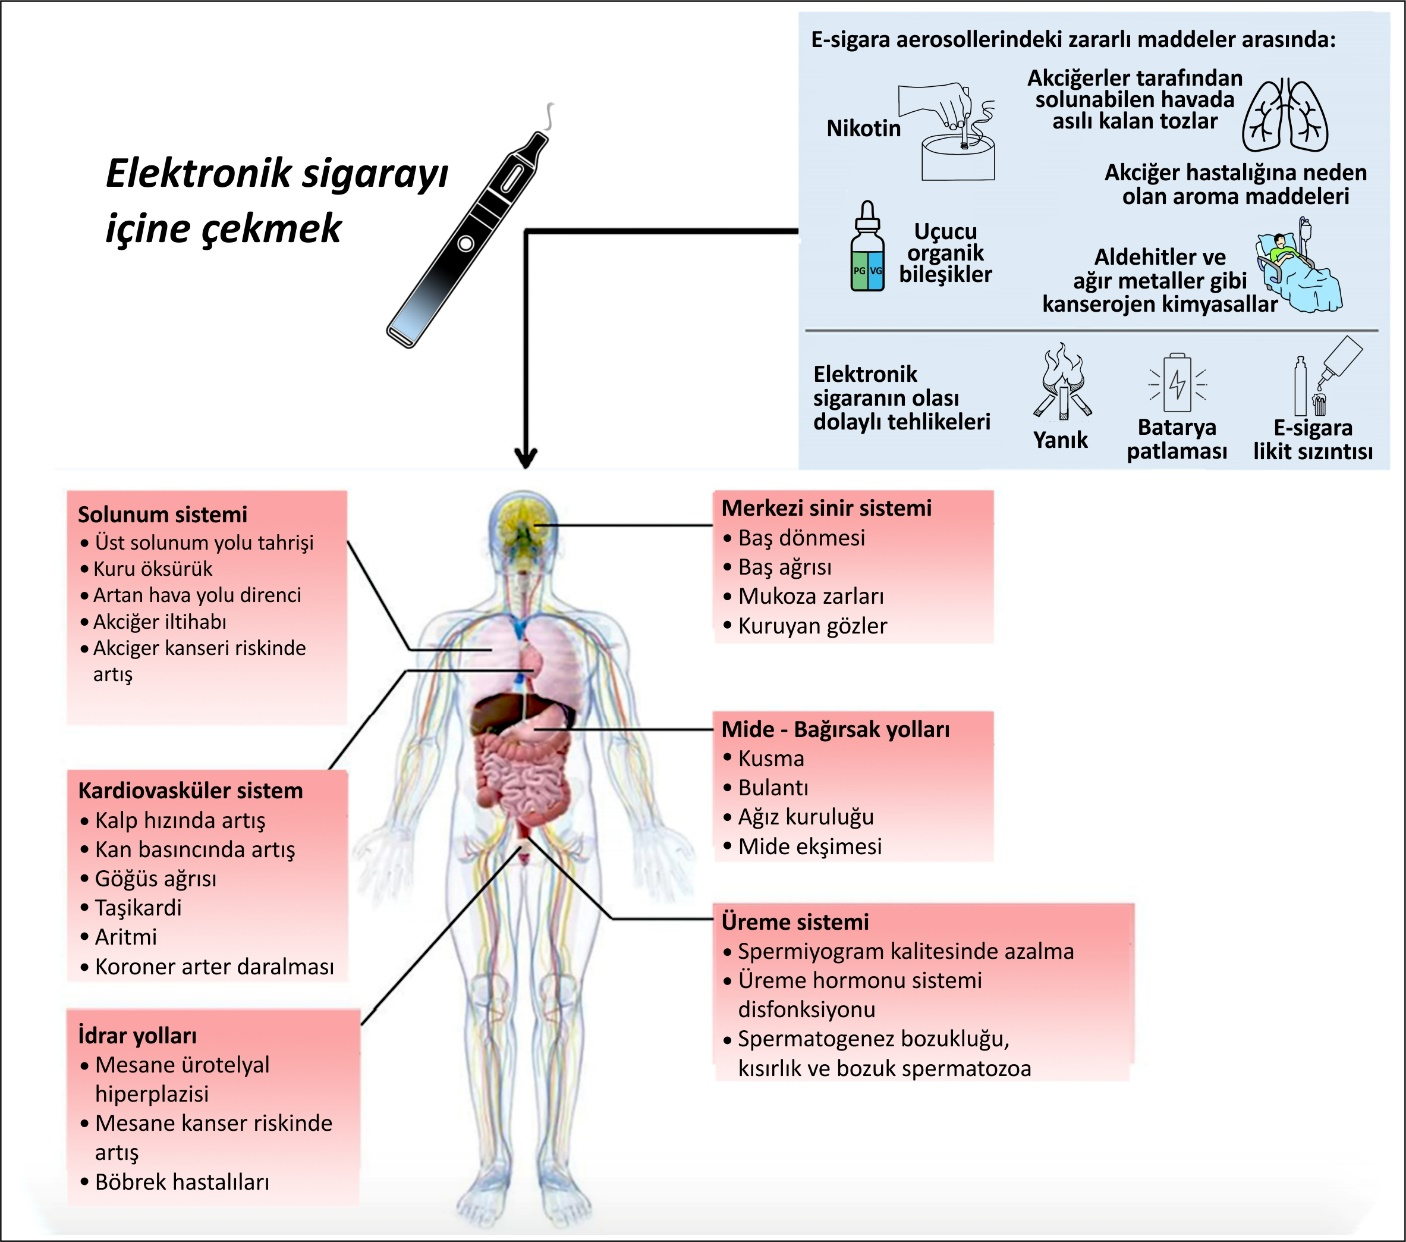 Elektronik sigarayı
içine çekmek
E-sigara aerosollerindeki zararlı maddeler arasında:
Nikotin
Akciğerler tarafından
solunabilen havada
asılı kalan tozlar
Akciğer hastalığına neden
olan aroma maddeleri
PG VG
Uçucu
organik
bileşikler
Aldehitler ve
ağır metaller gibi
kanserojen kimyasallar
Elektronik
sigaranın olası
dolaylı tehlikeleri
Yanık
Batarya
patlaması
E-sigara
likit sızıntısı
Solunum sistemi
• Üst solunum yolu tahrişi
• Kuru öksürük
• Artan hava yolu direnci
• Akciğer iltihabı
• Akciger kanseri riskinde
artış
Kardiovasküler sistem
• Kalp hızında artış
• Kan basıncında artış
• Göğüs ağrısı
• Taşikardi
• Aritmi
• Koroner arter daralması
İdrar yolları
• Mesane ürotelyal
hiperplazisi
• Mesane kanser riskinde
artış
• Böbrek hastalıları
Merkezi sinir sistemi
• Baş dönmesi
• Baş ağrısı
• Mukoza zarları
• Kuruyan gözler
Mide - Bağırsak yolları
• Kusma
• Bulantı
• Ağız kuruluğu
• Mide ekşimesi
Üreme sistemi
• Spermiyogram kalitesinde azalma
• Üreme hormonu sistemi
disfonksiyonu
• Spermatogenez bozukluğu,
kısırlık ve bozuk spermatozoa